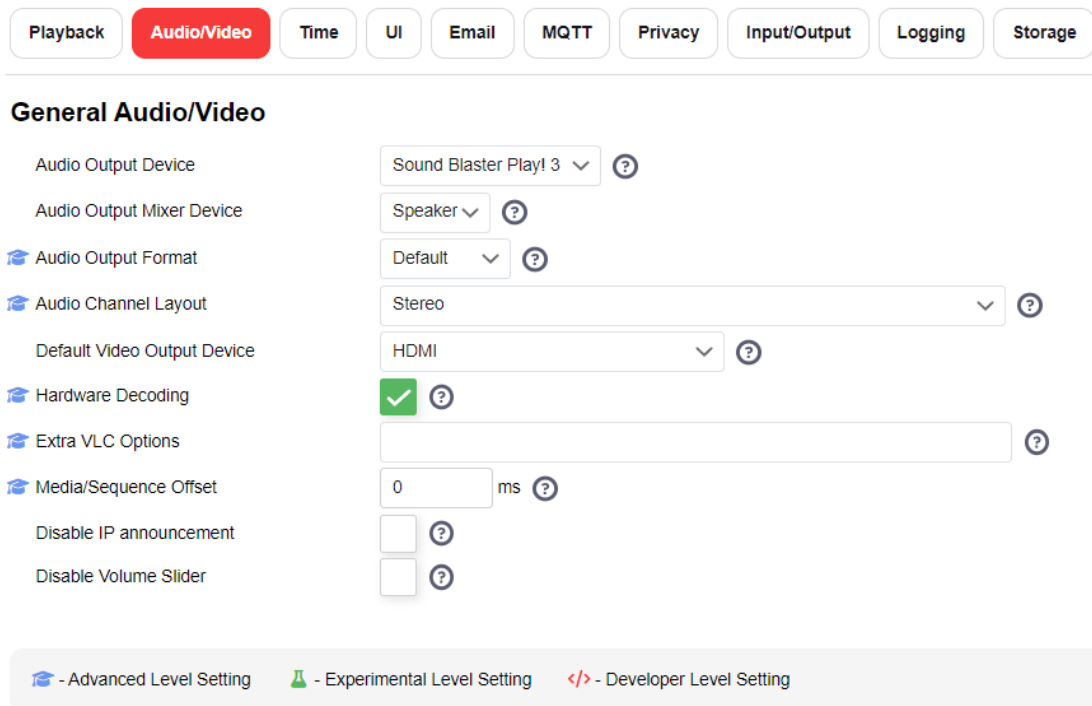 Playback Audio/Video Time UI Email MQTT Privacy Input/Output Logging Storage
General Audio/Video
Audio Output Device Sound Blaster Play! 3
Audio Output Mixer Device Speaker
Audio Output Format Default
Audio Channel Layout Stereo
Default Video Output Device HDMI
Hardware Decoding
Extra VLC Options
Media/Sequence Offset 0 ms
Disable IP announcement
Disable Volume Slider
- Advanced Level Setting - Experimental Level Setting </> - Developer Level Setting